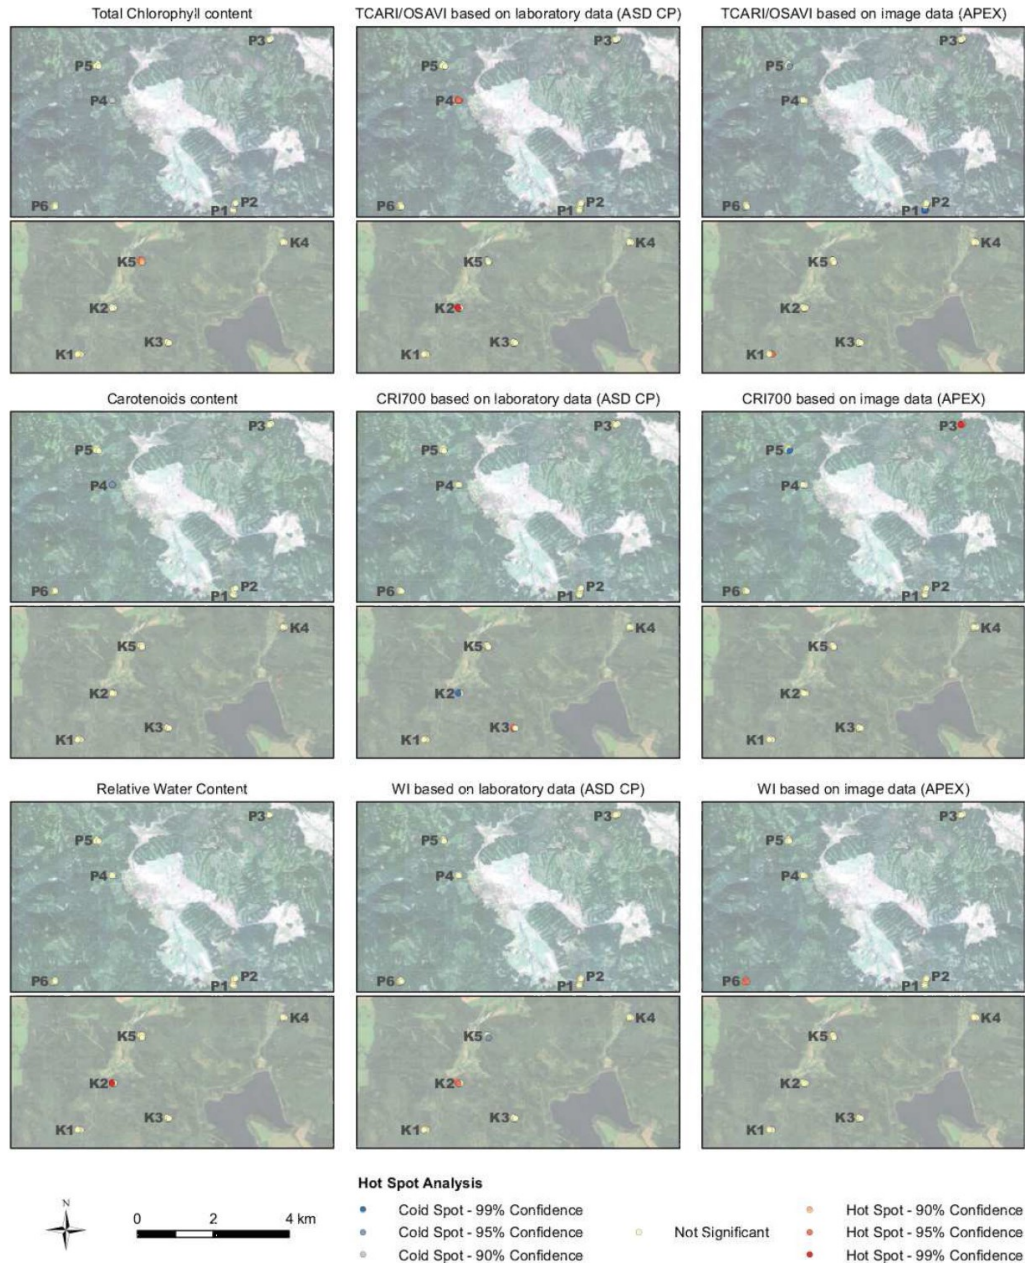 Total Chlorophyll content
TCARI/OSAVI based on laboratory data (ASD CP)
TCARI/OSAVI based on image data (APEX)
P3
P5
P4
P6
P2
P1
P3
P5
P4
P6
P2
P1
P3
P5
P4
P6
P2
P1
K4
K5
K2
K3
K1
K4
K5
K2
K3
K1
K4
K5
K2
K3
K1
Carotenoids content
CRI700 based on laboratory data (ASD CP)
CRI700 based on image data (APEX)
P3
P5
P4
P6
P2
P1
P3
P5
P4
P6
P2
P1
P3
P5
P4
P6
P2
P1
K4
K5
K2
K3
K1
K4
K5
K2
K3
K1
K4
K5
K2
K3
K1
Relative Water Content
WI based on laboratory data (ASD CP)
WI based on image data (APEX)
P3
P5
P4
P6
P2
P1
P3
P5
P4
P6
P2
P1
P3
P5
P4
P6
P2
P1
K4
K5
K2
K3
K1
K4
K5
K2
K3
K1
K4
K5
K2
K3
K1
N
0 2 4 km
Hot Spot Analysis
Cold Spot - 99% Confidence
Cold Spot - 95% Confidence
Cold Spot - 90% Confidence
Not Significant
Hot Spot - 90% Confidence
Hot Spot - 95% Confidence
Hot Spot - 99% Confidence